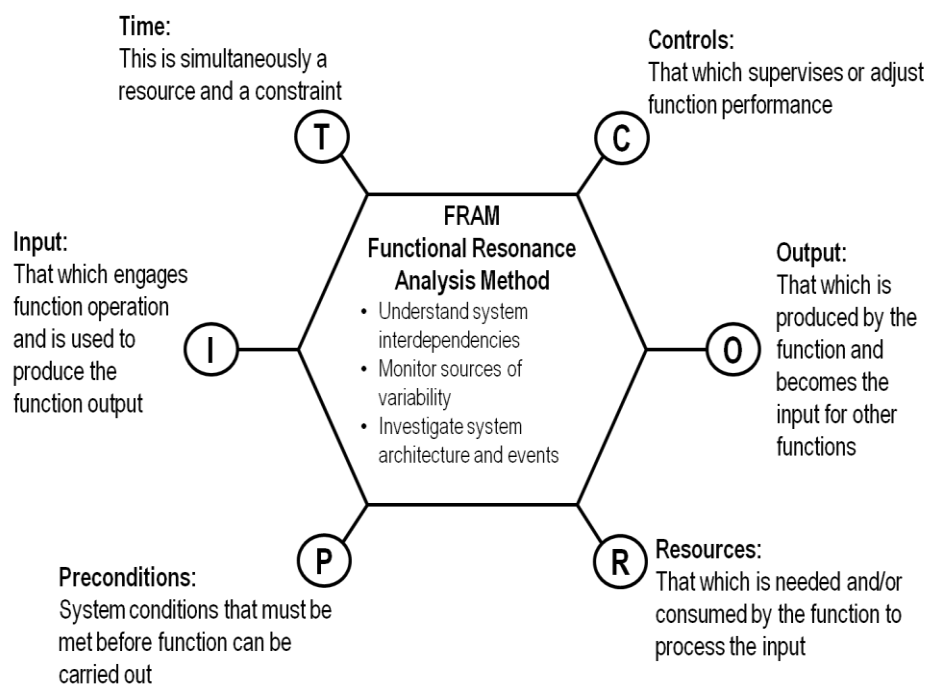 Time:
This is simultaneously a
resource and a constraint
T
Controls:
That which supervises or adjust
function performance
C
Input:
That which engages
function operation
and is used to
produce the
function output
I
FRAM
Functional Resonance
Analysis Method
• Understand system
interdependencies
• Monitor sources of
variability
• Investigate system
architecture and events
Output:
That which is
produced by the
function and
becomes the
input for other
functions
O
Preconditions:
System conditions that must be
met before function can be
carried out
P
Resources:
That which is needed and/or
consumed by the function to
process the input
R